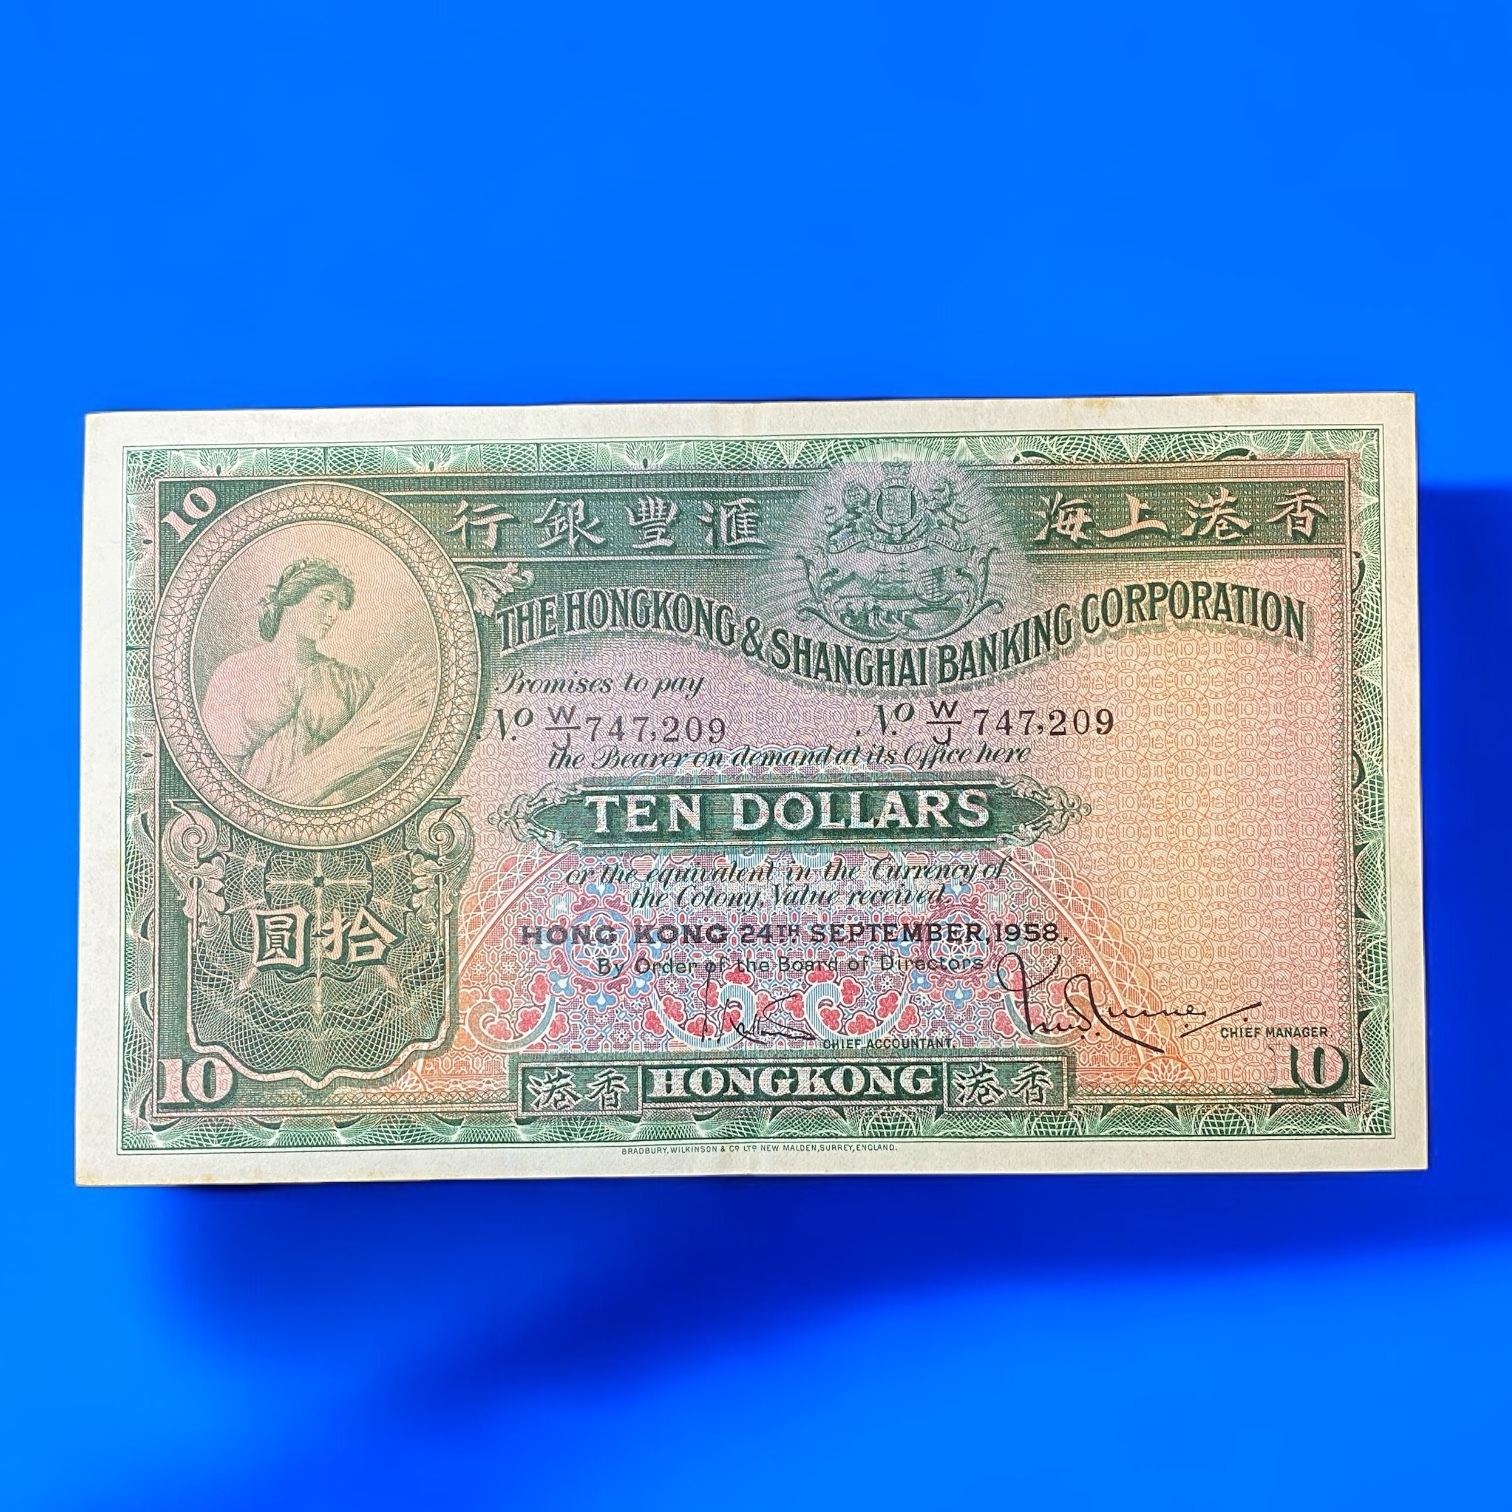 10
行銀豐滙 海上港香
THE HONGKONG & SHANGHAI BANKING CORPORATION
Promises to pay
No. W/J 747,209 No. W/J 747,209
the Bearer on demand at its Office here
TEN DOLLARS
or the equivalent in the Currency of
the Colony, Value received.
圓拾
HONG KONG 24TH SEPTEMBER, 1958.
By Order of the Board of Directors
CHIEF ACCOUNTANT.
CHIEF MANAGER
10 港香 HONGKONG 港香 10
BRADBURY, WILKINSON & Co LTD NEW MALDEN, SURREY, ENGLAND.